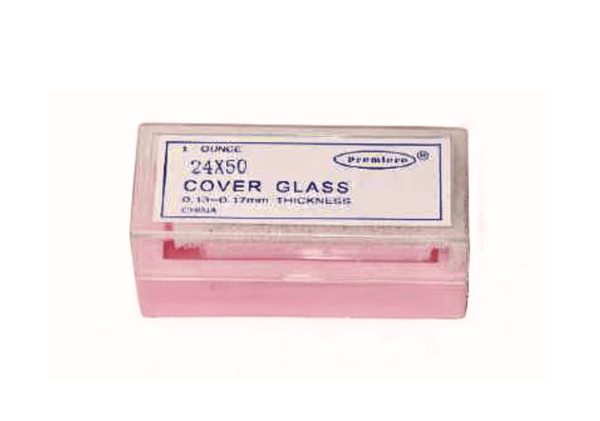 1 OUNCE
Premiere®
24X50
COVER GLASS
0.13~0.17mm THICKNESS
CHINA